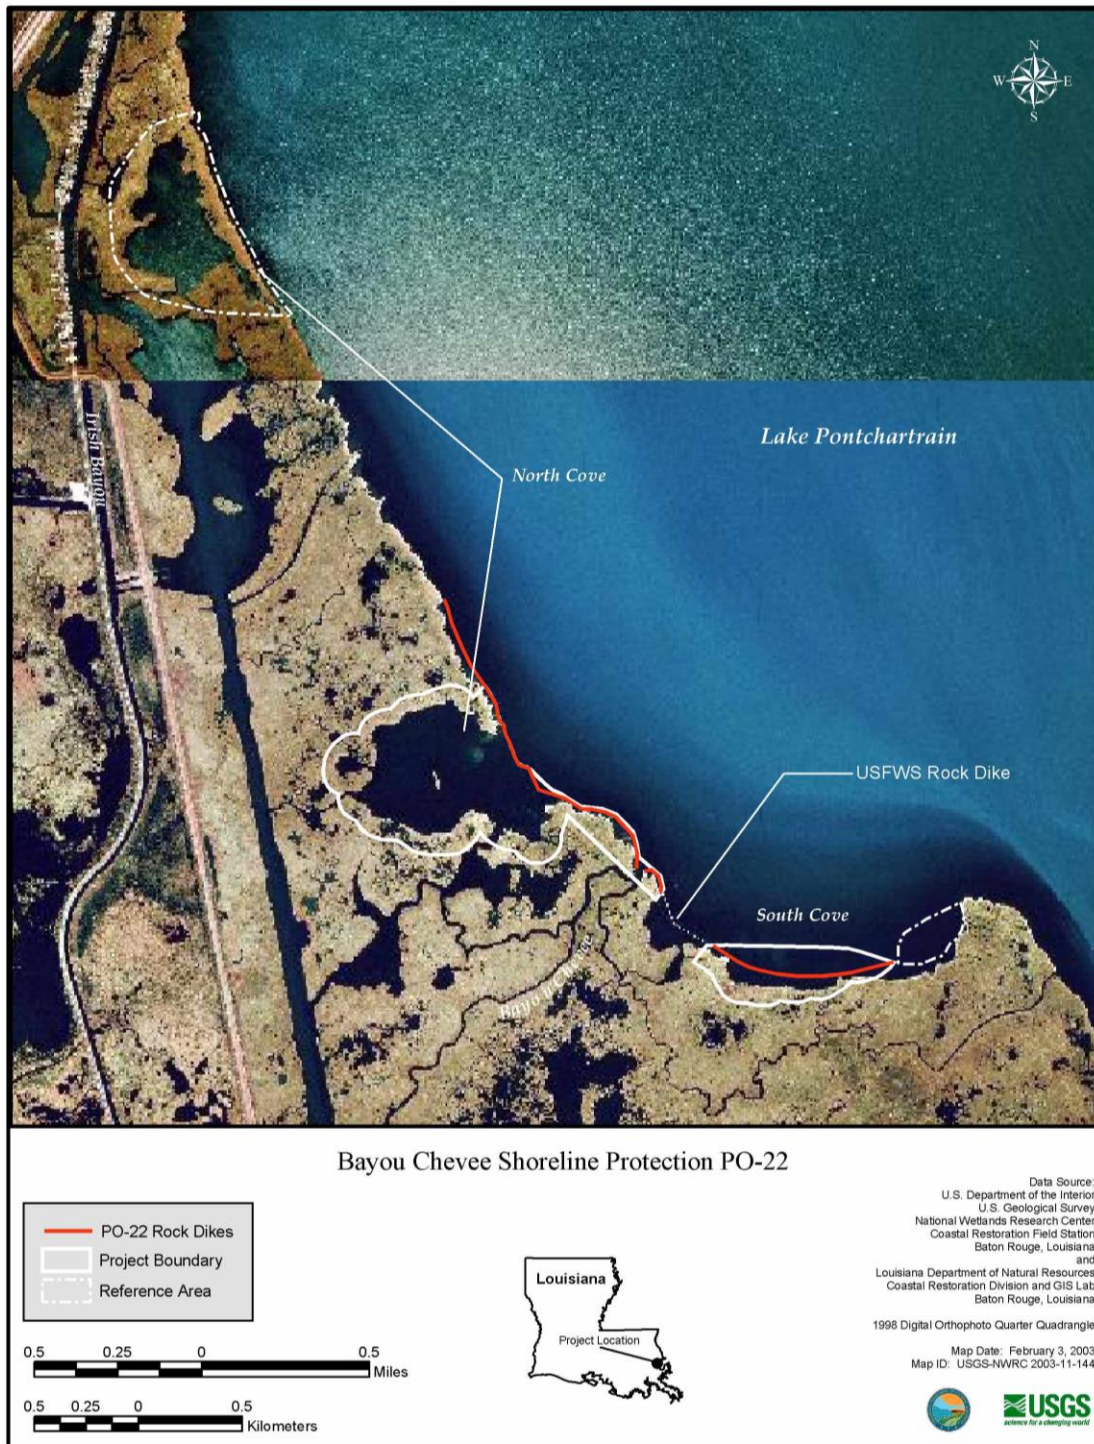 N
W E
S
Lake Pontchartrain
Irish Bayou
North Cove
USFWS Rock Dike
South Cove
Bayou Chevee
Bayou Chevee Shoreline Protection PO-22
PO-22 Rock Dikes
Project Boundary
Reference Area
0.5 0.25 0 0.5
Miles
0.5 0.25 0 0.5
Kilometers
Louisiana
Project Location
Data Source:
U.S. Department of the Interior
U.S. Geological Survey
National Wetlands Research Center
Coastal Restoration Field Station
Baton Rouge, Louisiana
and
Louisiana Department of Natural Resources
Coastal Restoration Division and GIS Lab
Baton Rouge, Louisiana
1998 Digital Orthophoto Quarter Quadrangle
Map Date: February 3, 2003
Map ID: USGS-NWRC 2003-11-144
USGS
science for a changing world